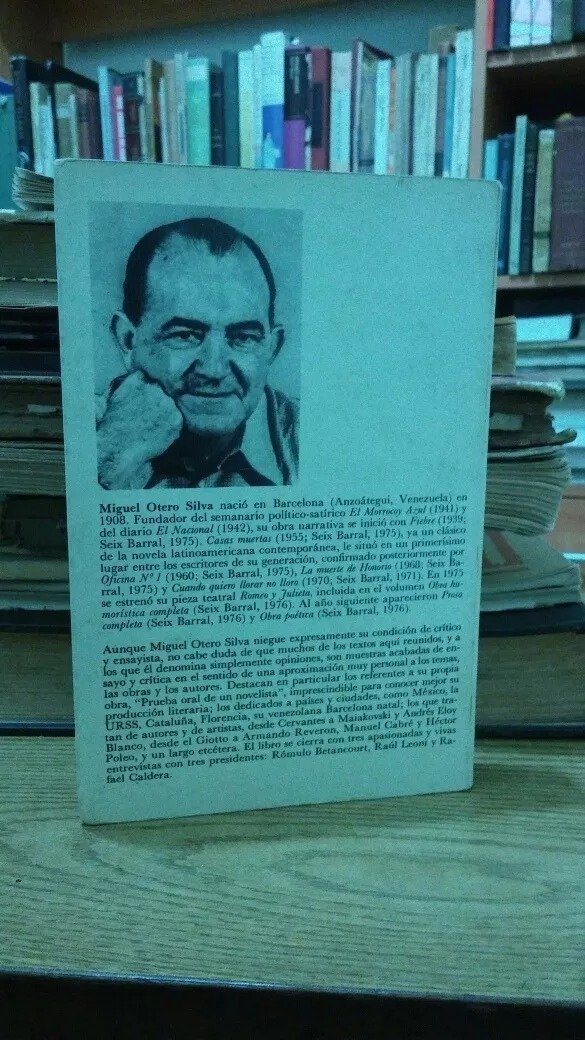 Miguel Otero Silva nació en Barcelona (Anzoátegui, Venezuela) en
1908. Fundador del semanario político-satírico El Morrocoy Azul (1941) y
del diario El Nacional (1942), su obra narrativa se inició con Fiebre (1939;
Seix Barral, 1975). Casas muertas (1955; Seix Barral, 1975), ya un clásico
de la novela latinoamericana contemporánea, le situó en un primerísimo
lugar entre los escritores de su generación, confirmado posteriormente por
Oficina Nº 1 (1960; Seix Barral, 1975), La muerte de Honorio (1968; Seix Ba-
rral, 1975) y Cuando quiero llorar no lloro (1970; Seix Barral, 1971). En 1975
se estrenó su pieza teatral Romeo y Julieta, incluida en el volumen Obra hu-
morística completa (Seix Barral, 1976). Al año siguiente aparecieron Prosa
completa (Seix Barral, 1976) y Obra poética (Seix Barral, 1976).
Aunque Miguel Otero Silva niegue expresamente su condición de crítico
y ensayista, no cabe duda de que muchos de los textos aquí reunidos, y a
los que él denomina simplemente opiniones, son muestras acabadas de en-
sayo y crítica en el sentido de una aproximación muy personal a los temas,
las obras y los autores. Destacan en particular los referentes a su propia
obra, "Prueba oral de un novelista", imprescindible para conocer mejor su
producción literaria; los dedicados a países y ciudades, como México, la
URSS, Cataluña, Florencia, su venezolana Barcelona natal; los que tra-
tan de autores y de artistas, desde Cervantes a Maiakovski y Andrés Eloy
Blanco, desde el Giotto a Armando Reveron, Manuel Cabré y Héctor
Poleo, y un largo etcétera. El libro se cierra con tres apasionadas y vivas
entrevistas con tres presidentes: Rómulo Betancourt, Raúl Leoni y Ra-
fael Caldera.